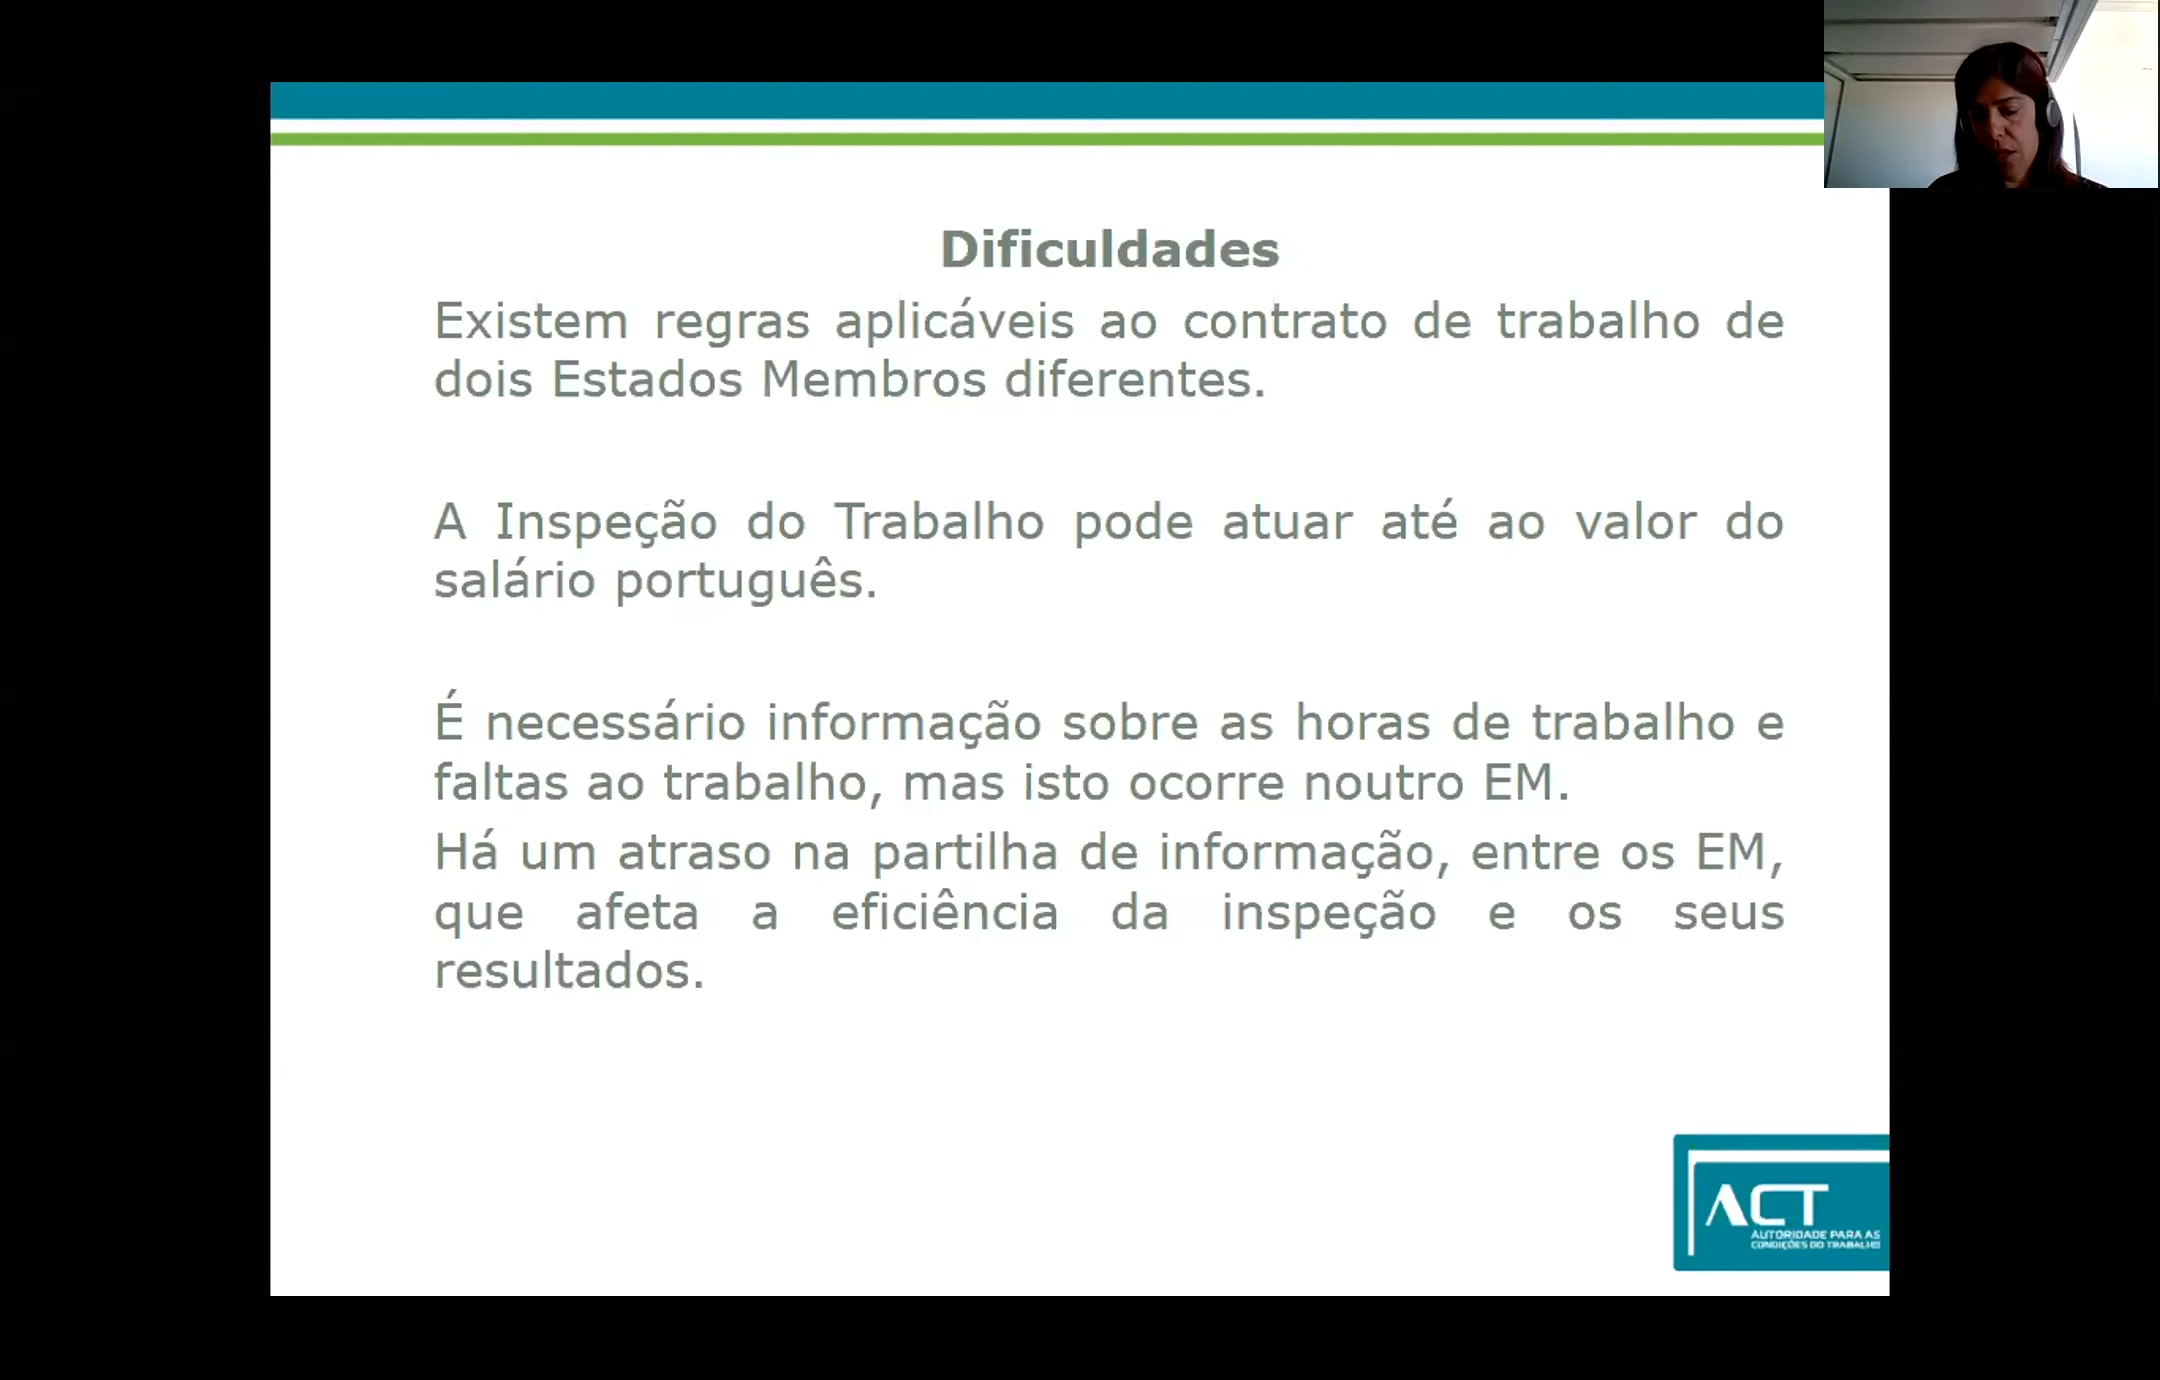 Dificuldades
Existem regras aplicáveis ao contrato de trabalho de
dois Estados Membros diferentes.
A Inspeção do Trabalho pode atuar até ao valor do
salário português.
É necessário informação sobre as horas de trabalho e
faltas ao trabalho, mas isto ocorre noutro EM.
Há um atraso na partilha de informação, entre os EM,
que afeta a eficiência da inspeção e os seus
resultados.
ACT
AUTORIDADE PARA AS
CONDIÇÕES DO TRABALHO